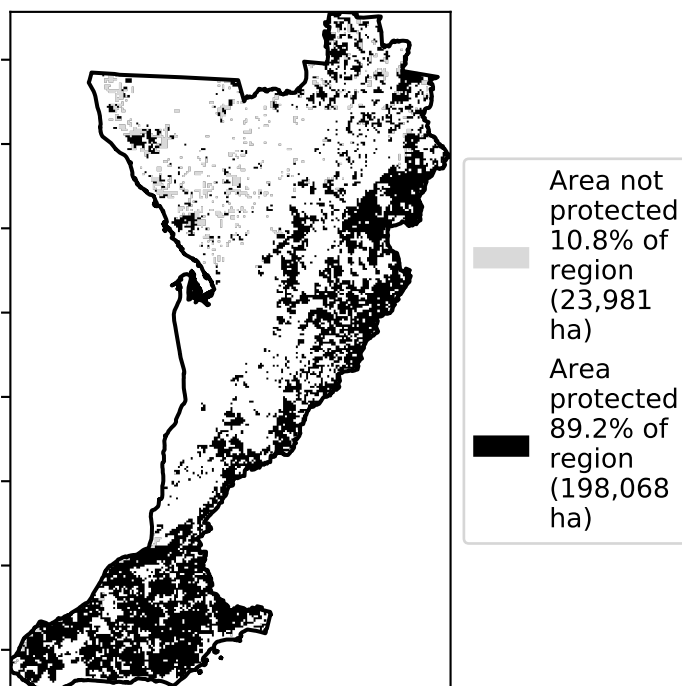 Area not
protected
10.8% of
region
(23,981
ha)
Area
protected
89.2% of
region
(198,068
ha)